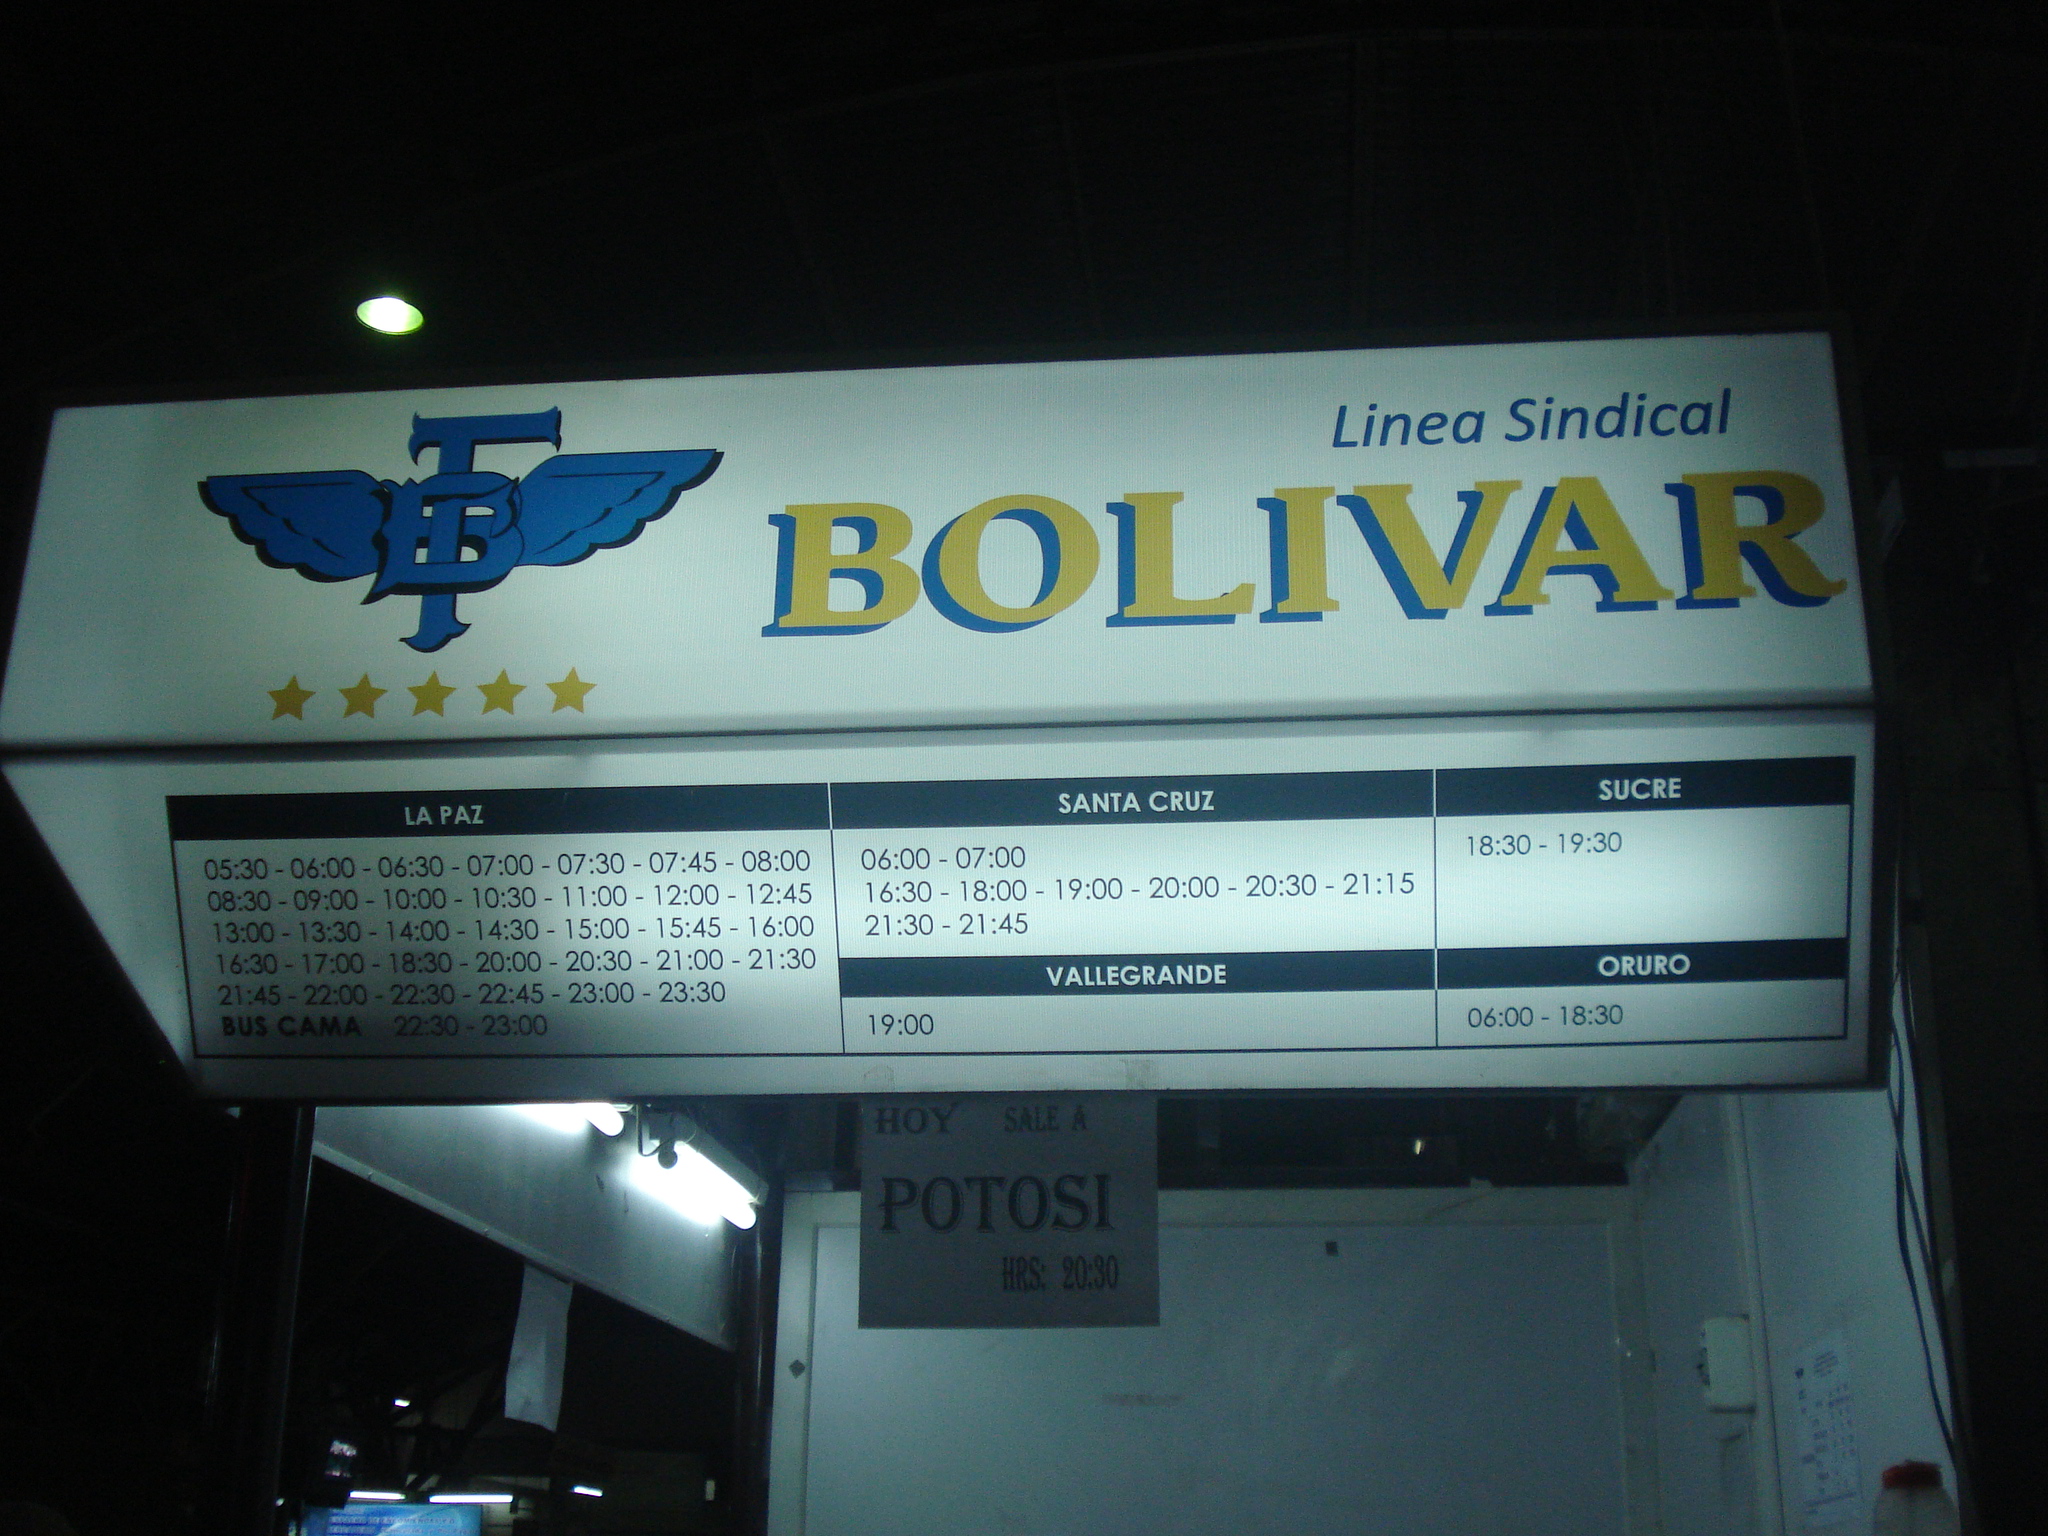 TB
Linea Sindical
BOLIVAR
LA PAZ
05:30 - 06:00 - 06:30 - 07:00 - 07:30 - 07:45 - 08:00
08:30 - 09:00 - 10:00 - 10:30 - 11:00 - 12:00 - 12:45
13:00 - 13:30 - 14:00 - 14:30 - 15:00 - 15:45 - 16:00
16:30 - 17:00 - 18:30 - 20:00 - 20:30 - 21:00 - 21:30
21:45 - 22:00 - 22:30 - 22:45 - 23:00 - 23:30
BUS CAMA 22:30 - 23:00
SANTA CRUZ
06:00 - 07:00
16:30 - 18:00 - 19:00 - 20:00 - 20:30 - 21:15
21:30 - 21:45
VALLEGRANDE
19:00
SUCRE
18:30 - 19:30
ORURO
06:00 - 18:30
HOY SALE A
POTOSI
HRS: 20:30